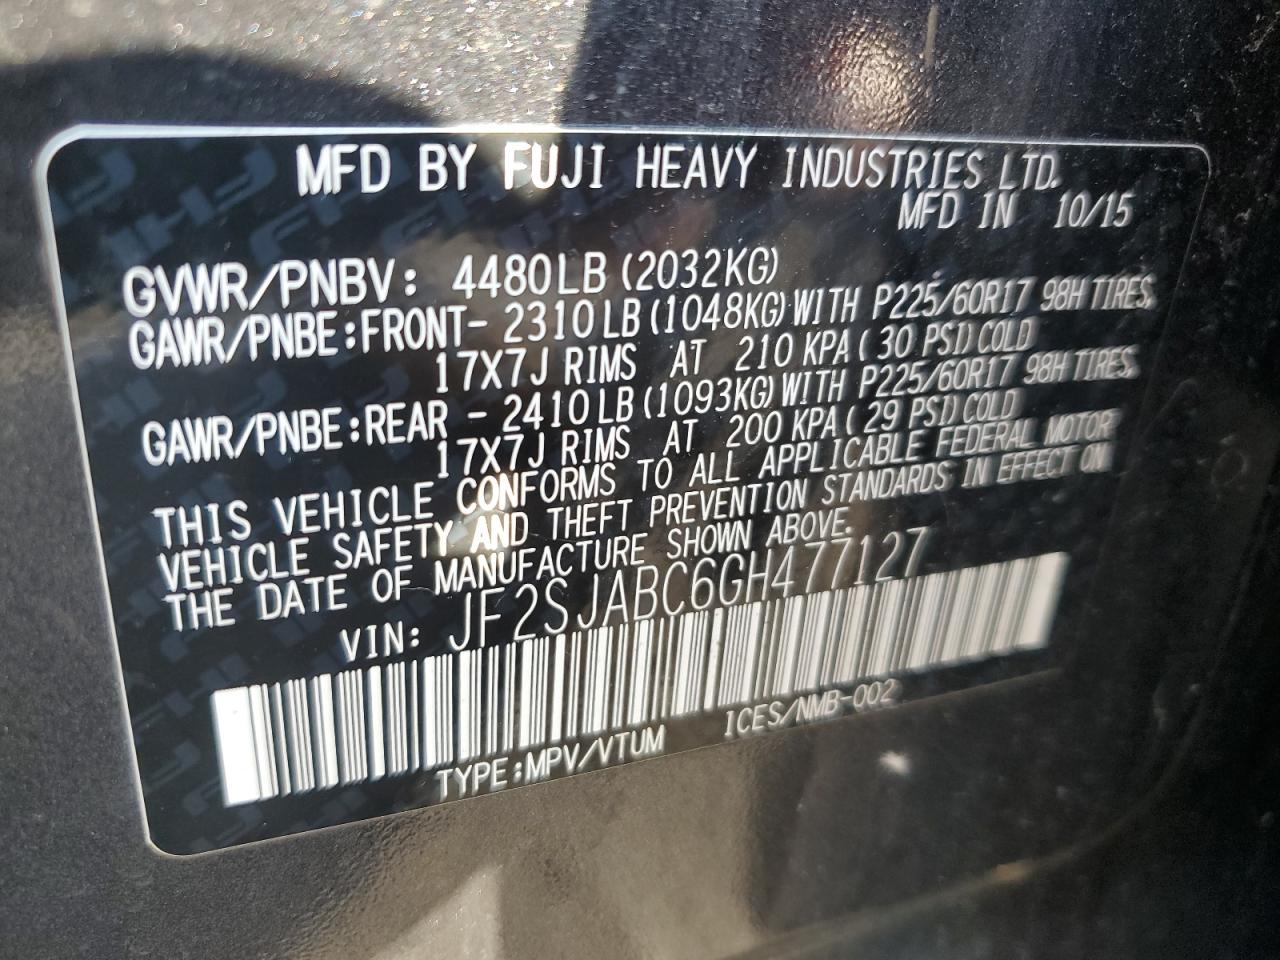 MFD BY FUJI HEAVY INDUSTRIES LTD.
MFD IN 10/15
GVWR/PNBV: 4480LB (2032KG)
GAWR/PNBE:FRONT- 2310LB (1048KG) WITH P225/60R17 98H TIRES,
17X7J RIMS AT 210 KPA (30 PSI) COLD
GAWR/PNBE:REAR - 2410LB (1093KG) WITH P225/60R17 98H TIRES,
17X7J RIMS AT 200 KPA (29 PSI) COLD
THIS VEHICLE CONFORMS TO ALL APPLICABLE FEDERAL MOTOR
VEHICLE SAFETY AND THEFT PREVENTION STANDARDS IN EFFECT ON
THE DATE OF MANUFACTURE SHOWN ABOVE.
VIN: JF2SJABC6GH477127
TYPE:MPV/VTUM ICES/NMB-002